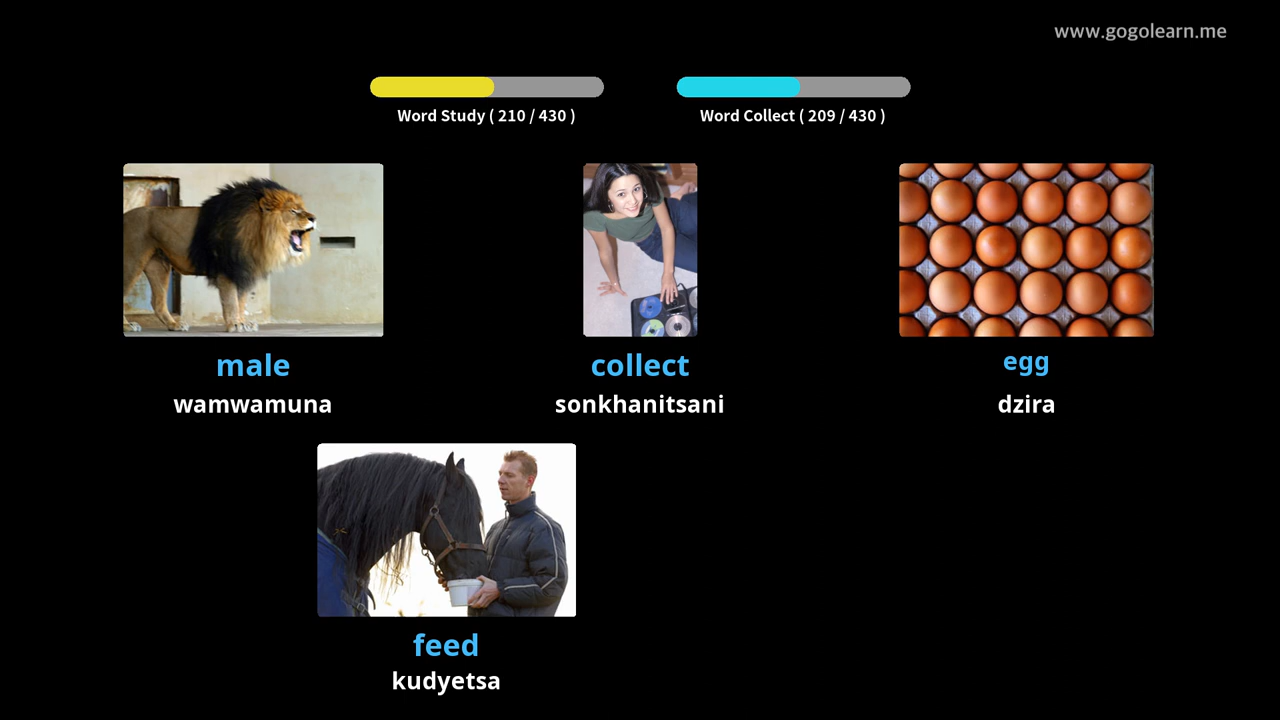 www.gogolearn.me
Word Study ( 210 / 430 )
Word Collect ( 209 / 430 )
male
wamwamuna
collect
sonkhanitsani
egg
dzira
feed
kudyetsa